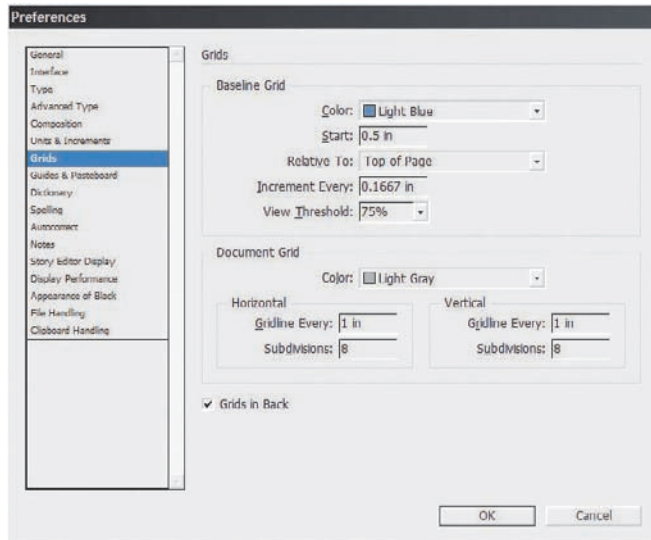 Preferences
General
Interface
Type
Advanced Type
Composition
Units & Increments
Grids
Guides & Pasteboard
Dictionary
Spelling
Autocorrect
Notes
Story Editor Display
Display Performance
Appearance of Black
File Handling
Clipboard Handling
Grids
Baseline Grid
Color: Light Blue
Start: 0.5 in
Relative To: Top of Page
Increment Every: 0.1667 in
View Threshold: 75%
Document Grid
Color: Light Gray
Horizontal
Gridline Every: 1 in
Subdivisions: 8
Vertical
Gridline Every: 1 in
Subdivisions: 8
Grids in Back
OK Cancel